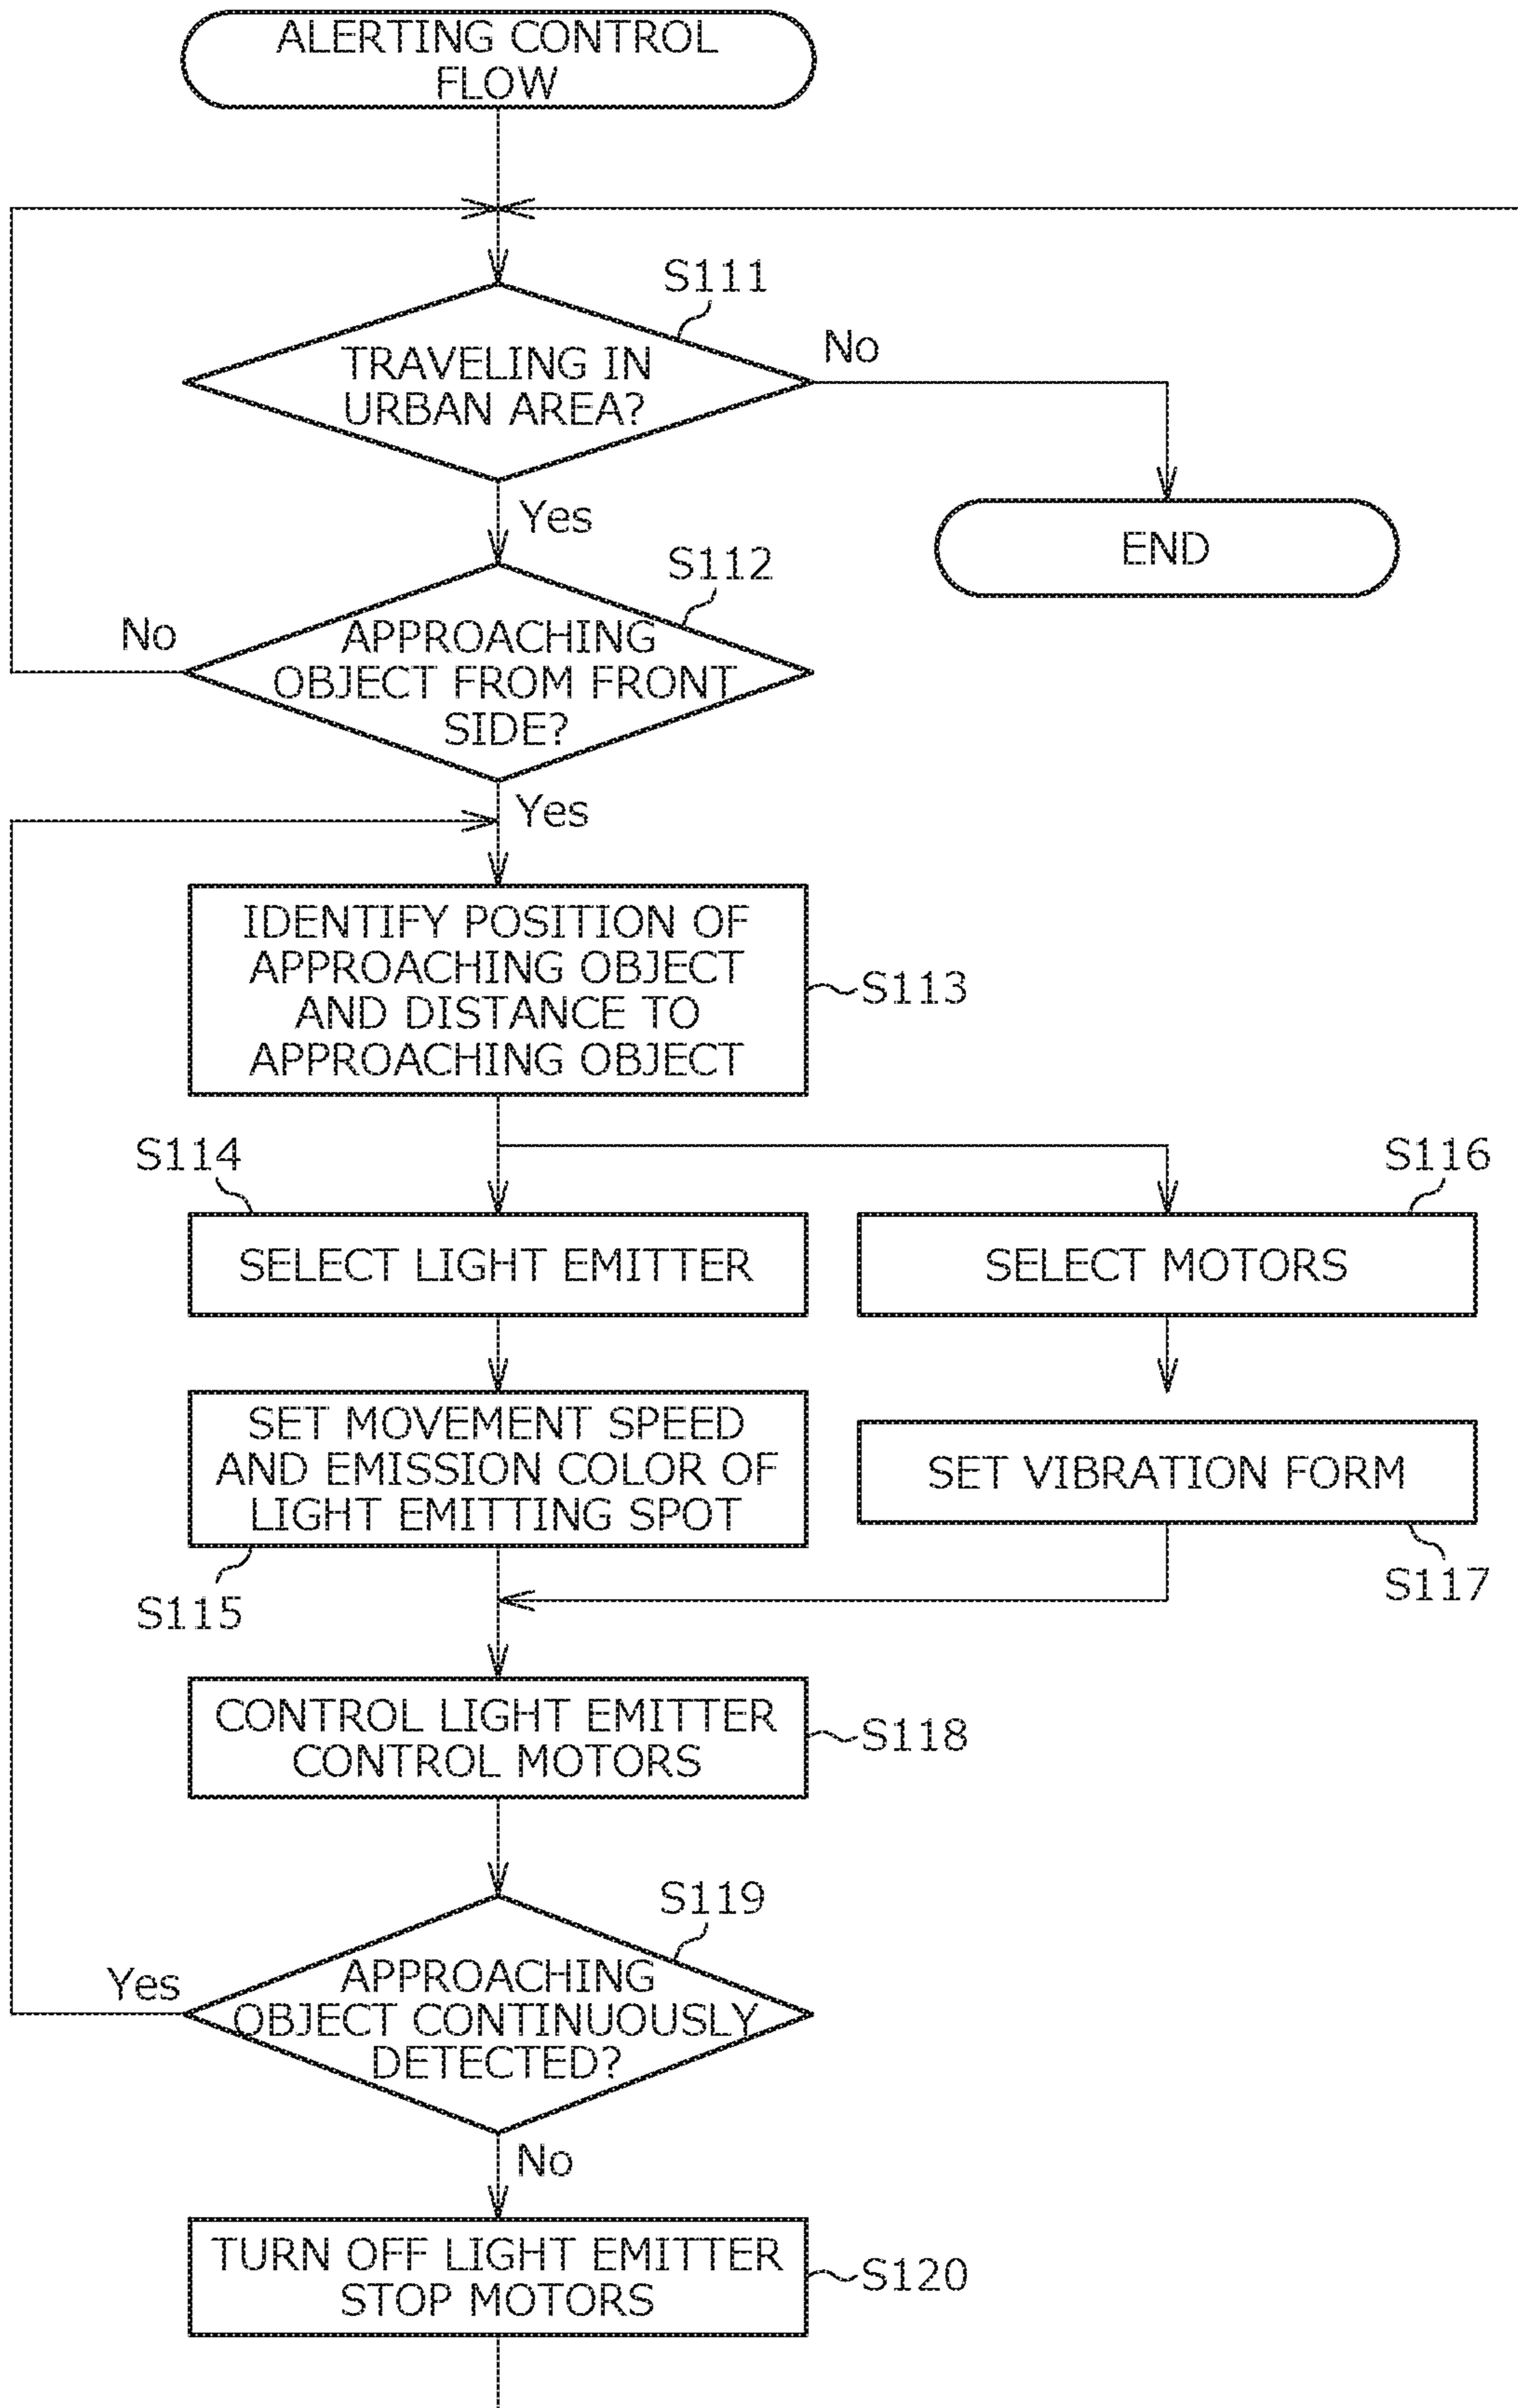 ALERTING CONTROL
FLOW
S111
TRAVELING IN
URBAN AREA?
No
Yes
END
S112
No
APPROACHING
OBJECT FROM FRONT
SIDE?
Yes
IDENTIFY POSITION OF
APPROACHING OBJECT
AND DISTANCE TO
APPROACHING OBJECT
S113
S114
SELECT LIGHT EMITTER
S116
SELECT MOTORS
SET MOVEMENT SPEED
AND EMISSION COLOR OF
LIGHT EMITTING SPOT
S115
SET VIBRATION FORM
S117
CONTROL LIGHT EMITTER
CONTROL MOTORS
S118
S119
Yes
APPROACHING
OBJECT CONTINUOUSLY
DETECTED?
No
TURN OFF LIGHT EMITTER
STOP MOTORS
S120